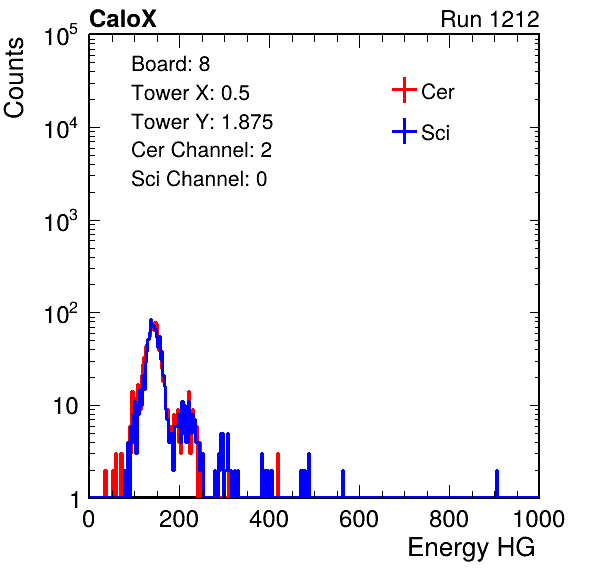 CaloX Run 1212
Board: 8
Tower X: 0.5
Tower Y: 1.875
Cer Channel: 2
Sci Channel: 0
Cer
Sci
Counts
10^5
10^4
10^3
10^2
10
1
0 200 400 600 800 1000
Energy HG